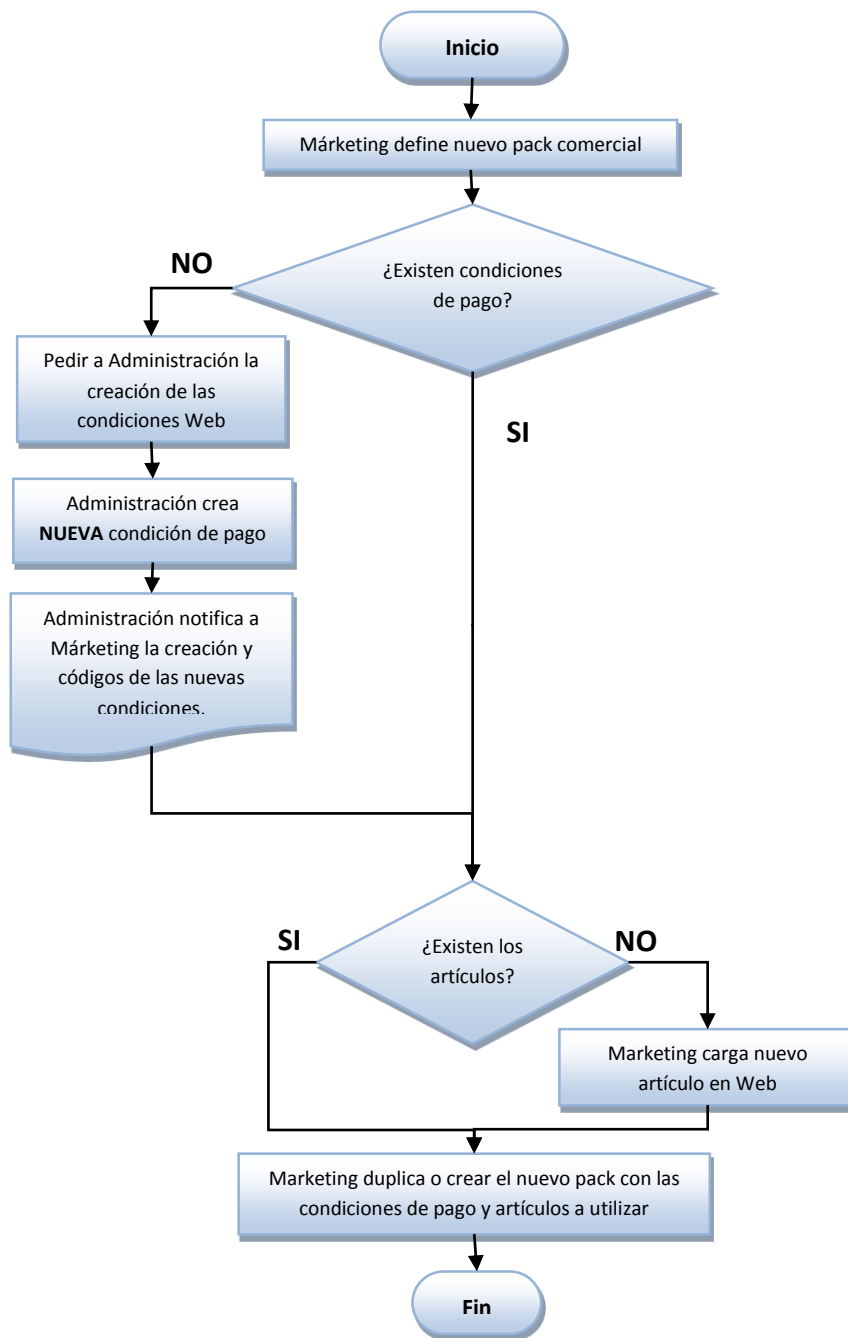 Inicio
Márketing define nuevo pack comercial
¿Existen condiciones
de pago?
NO
SI
Pedir a Administración la
creación de las
condiciones Web
Administración crea
NUEVA condición de pago
Administración notifica a
Márketing la creación y
códigos de las nuevas
condiciones.
¿Existen los
artículos?
SI
NO
Marketing carga nuevo
artículo en Web
Marketing duplica o crear el nuevo pack con las
condiciones de pago y artículos a utilizar
Fin